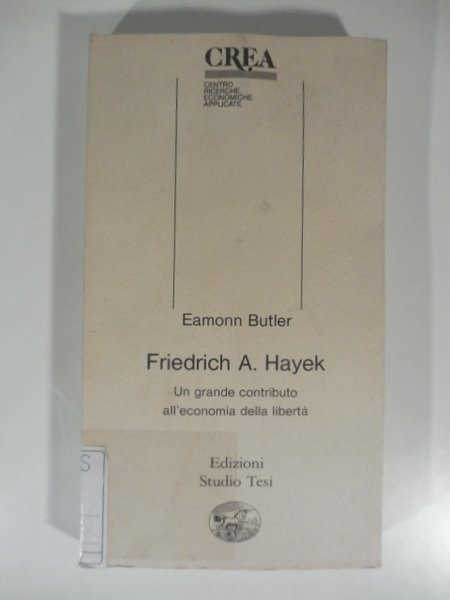 CREA
CENTRO
RICERCHE
ECONOMICHE
APPLICATE
Eamonn Butler
Friedrich A. Hayek
Un grande contributo
all'economia della libertà
Edizioni
Studio Tesi
S